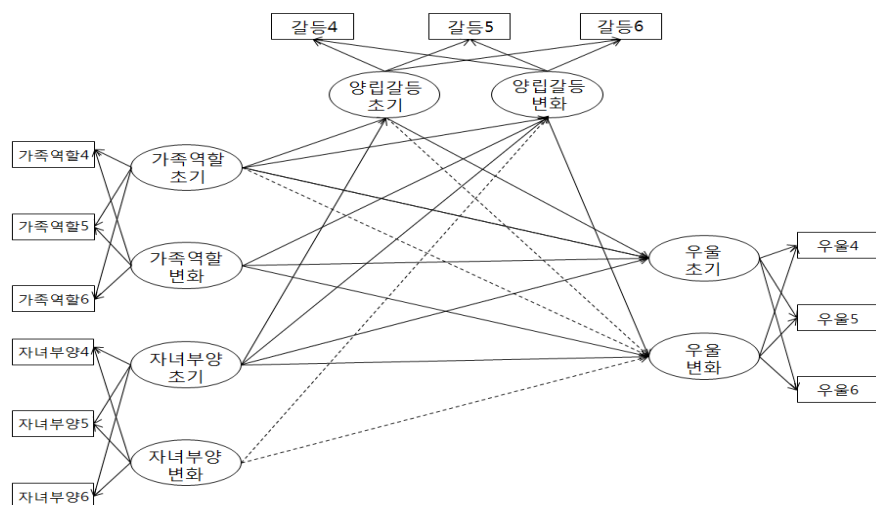 갈등4
갈등5
갈등6
양립갈등
초기
양립갈등
변화
가족역할4
가족역할5
가족역할6
가족역할
초기
가족역할
변화
자녀부양4
자녀부양5
자녀부양6
자녀부양
초기
자녀부양
변화
우울
초기
우울
변화
우울4
우울5
우울6